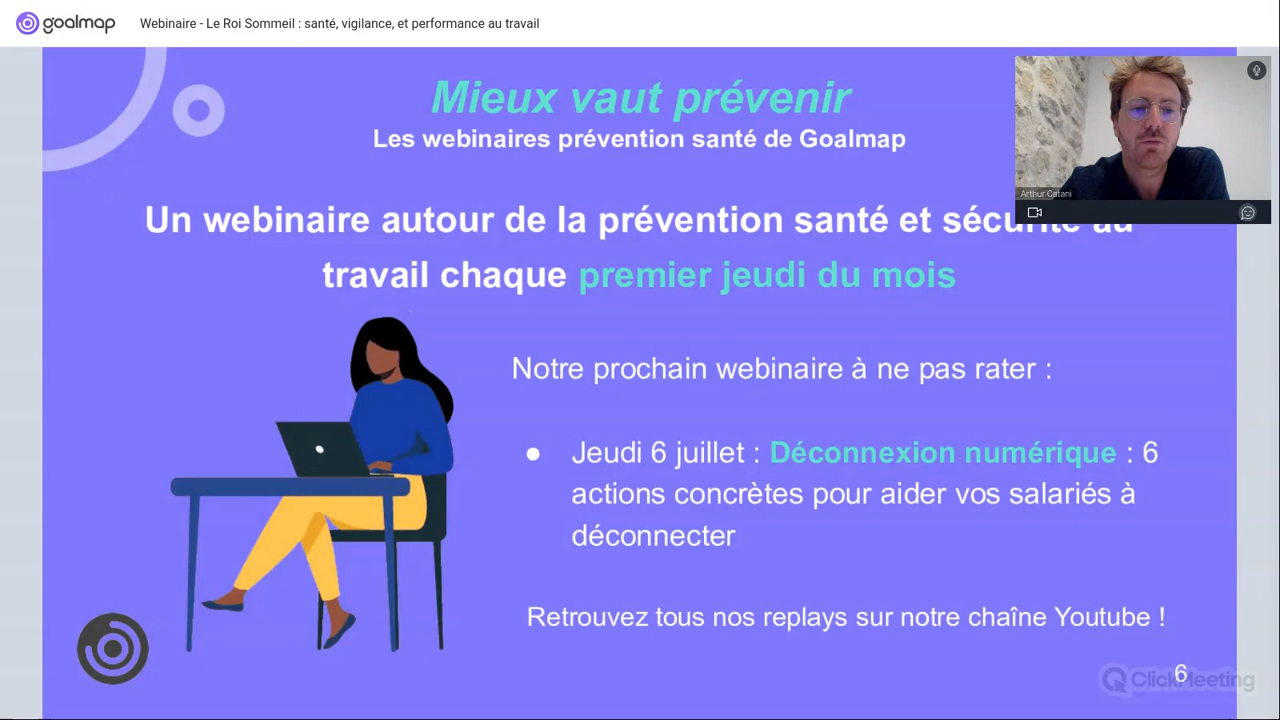 goalmap
Webinaire - Le Roi Sommeil : santé, vigilance, et performance au travail
Mieux vaut prévenir
Les webinaires prévention santé de Goalmap
Arthur Catani
Un webinaire autour de la prévention santé et sécurité au
travail chaque premier jeudi du mois
Notre prochain webinaire à ne pas rater :
● Jeudi 6 juillet : Déconnexion numérique : 6
actions concrètes pour aider vos salariés à
déconnecter
Retrouvez tous nos replays sur notre chaîne Youtube !
6
ClickMeeting